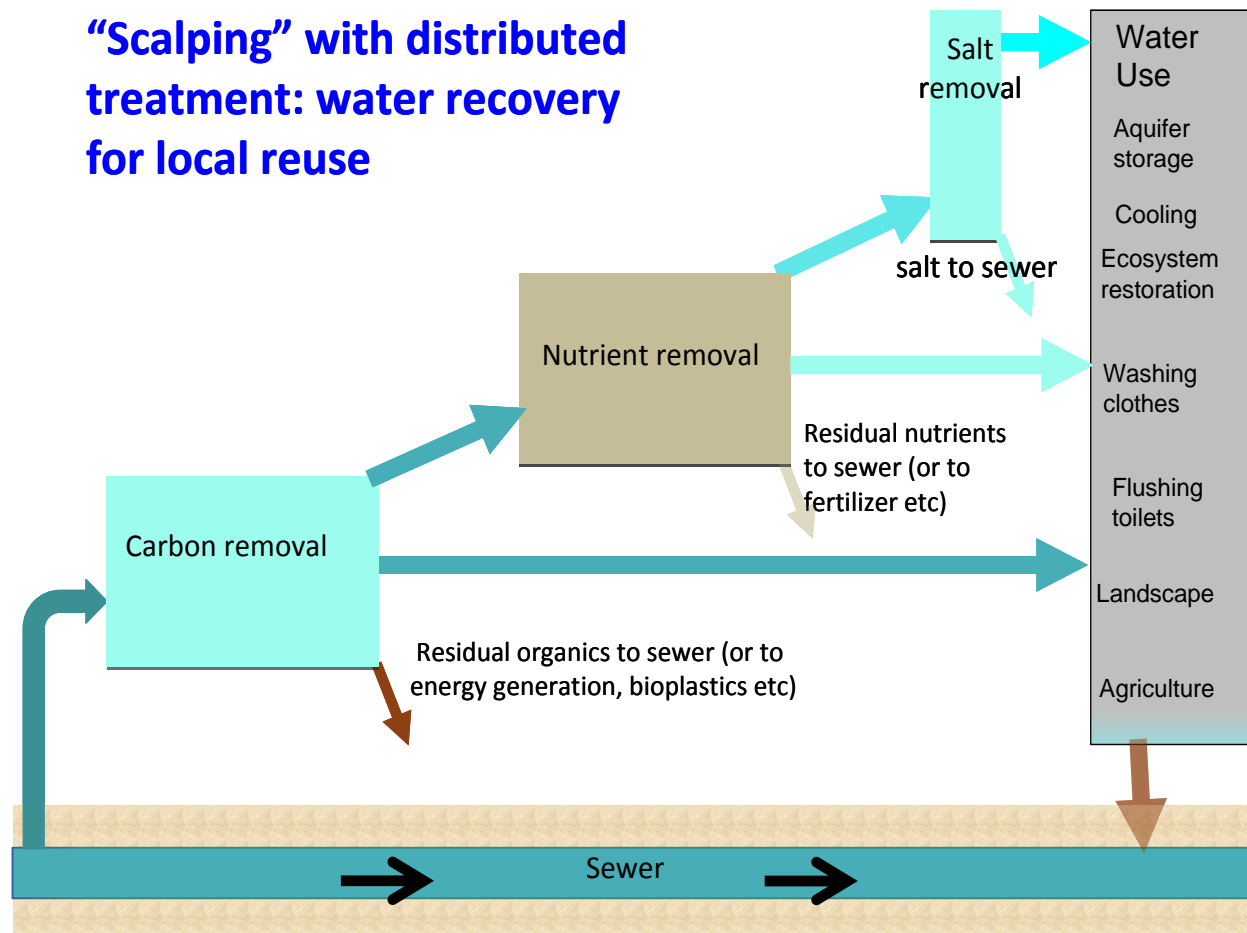 “Scalping” with distributed
treatment: water recovery
for local reuse
Salt
removal
salt to sewer
Nutrient removal
Residual nutrients
to sewer (or to
fertilizer etc)
Carbon removal
Residual organics to sewer (or to
energy generation, bioplastics etc)
Water
Use
Aquifer
storage
Cooling
Ecosystem
restoration
Washing
clothes
Flushing
toilets
Landscape
Agriculture
Sewer